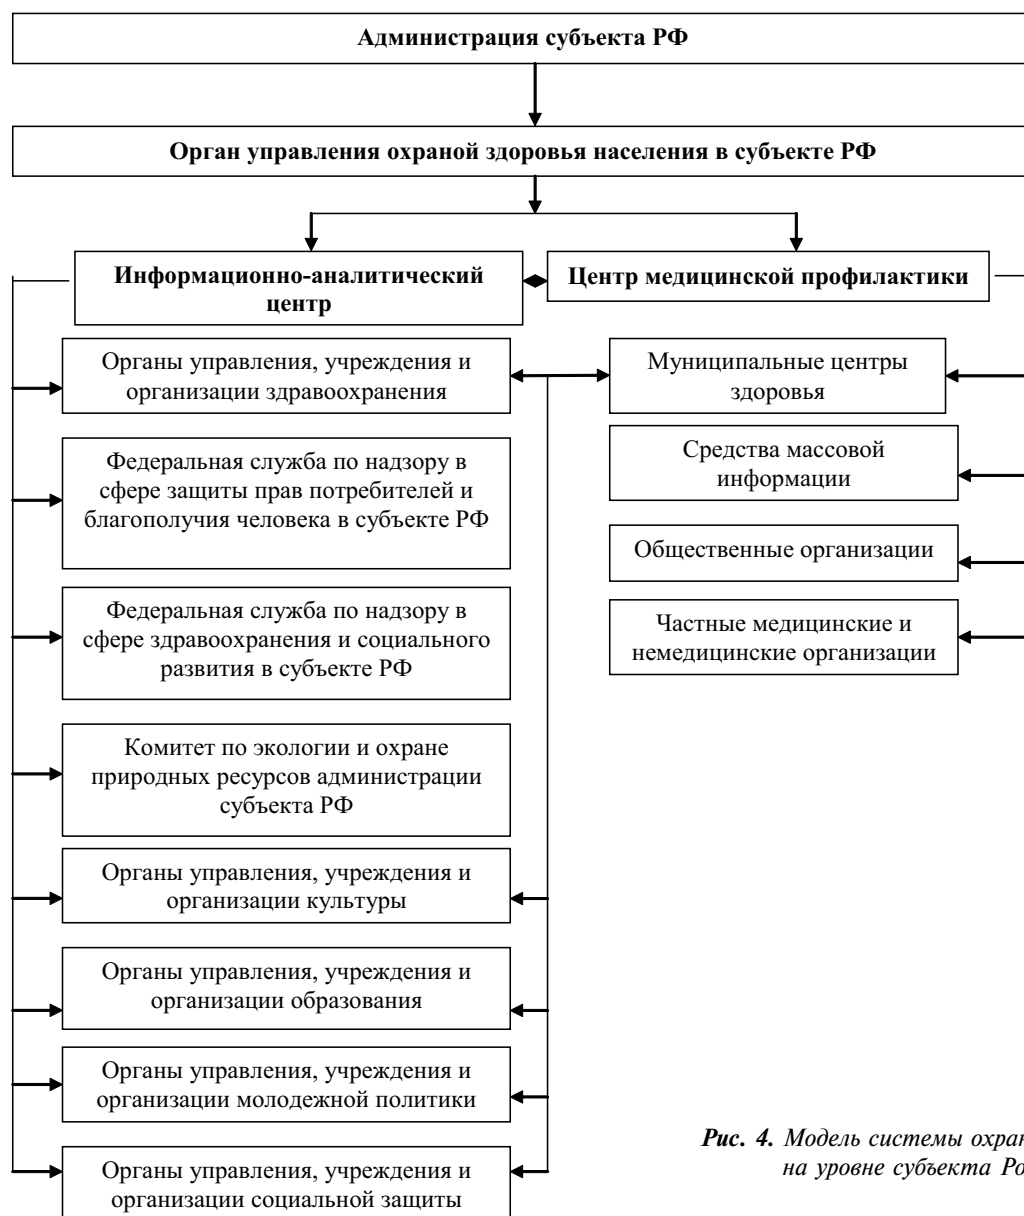 Администрация субъекта РФ
Орган управления охраной здоровья населения в субъекте РФ
Информационно-аналитический
центр
Центр медицинской профилактики
Органы управления, учреждения и
организации здравоохранения
Муниципальные центры
здоровья
Федеральная служба по надзору в
сфере защиты прав потребителей и
благополучия человека в субъекте РФ
Средства массовой
информации
Общественные организации
Федеральная служба по надзору в
сфере здравоохранения и социального
развития в субъекте РФ
Частные медицинские и
немедицинские организации
Комитет по экологии и охране
природных ресурсов администрации
субъекта РФ
Органы управления, учреждения и
организации культуры
Органы управления, учреждения и
организации образования
Органы управления, учреждения и
организации молодежной политики
Органы управления, учреждения и
организации социальной защиты
Рис. 4. Модель системы
на уровне субъекта